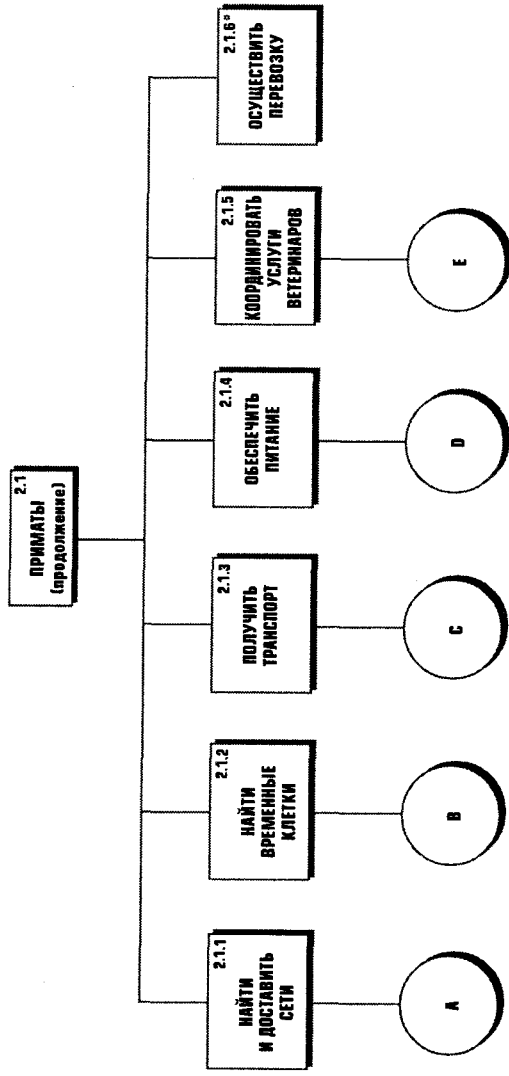 2.1
ПРИМАТЫ
(продолжение)
2.1.1
НАЙТИ
И ДОСТАВИТЬ
СЕТИ
A
2.1.2
НАЙТИ
ВРЕМЕННЫЕ
КЛЕТКИ
B
2.1.3
ПОЛУЧИТЬ
ТРАНСПОРТ
C
2.1.4
ОБЕСПЕЧИТЬ
ПИТАНИЕ
D
2.1.5
КООРДИНИРОВАТЬ
УСЛУГИ
ВЕТЕРИНАРОВ
E
2.1.6*
ОСУЩЕСТВИТЬ
ПЕРЕВОЗКУ